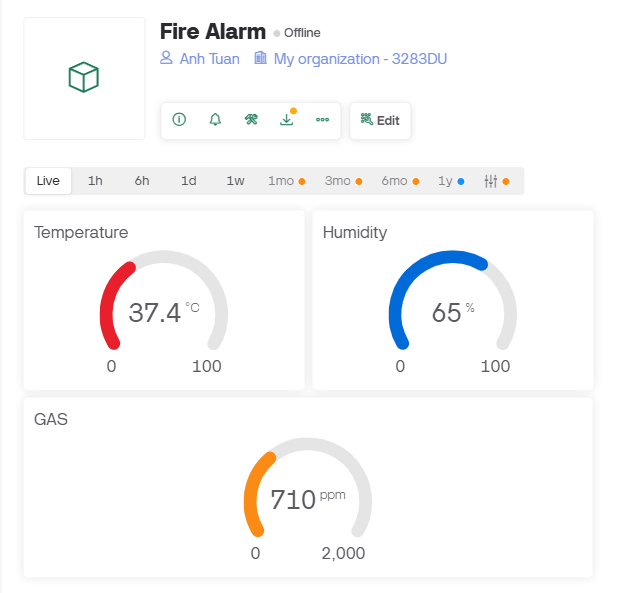 Fire Alarm Offline
Anh Tuan My organization - 3283DU
Edit
Live 1h 6h 1d 1w 1mo 3mo 6mo 1y
Temperature
37.4 °C
0 100
Humidity
65 %
0 100
GAS
710 ppm
0 2,000